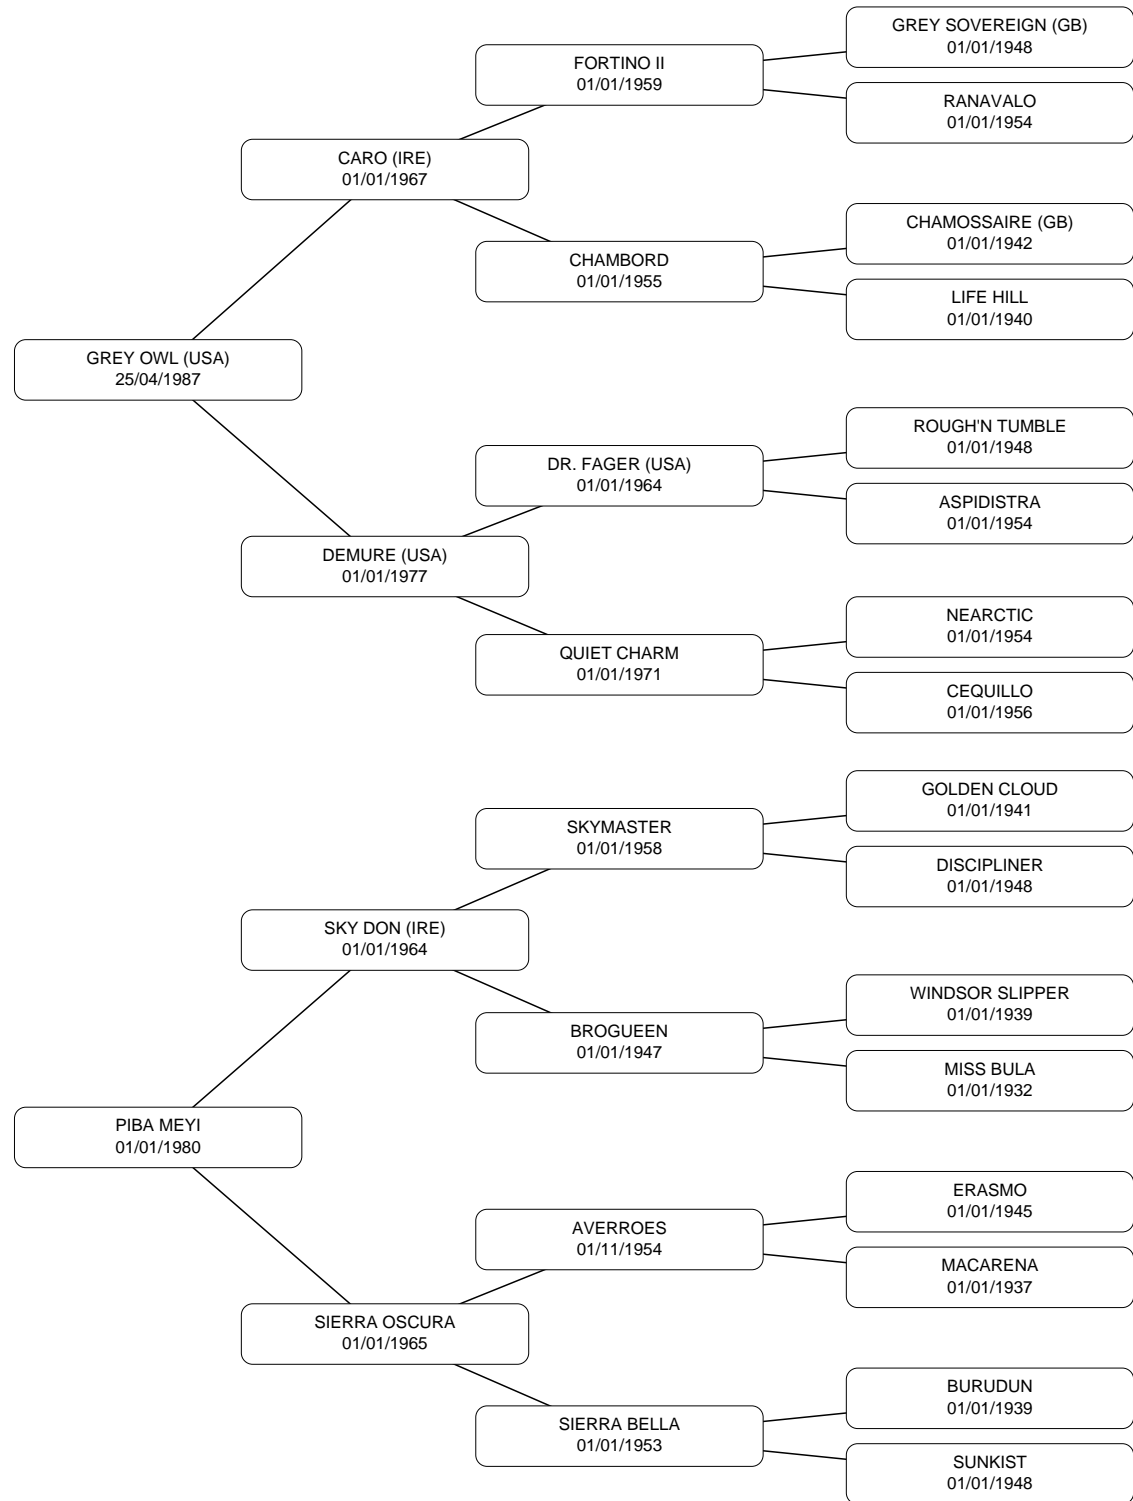 GREY SOVEREIGN (GB)
01/01/1948
FORTINO II
01/01/1959
RANAVALO
01/01/1954
CARO (IRE)
01/01/1967
CHAMOSSAIRE (GB)
01/01/1942
CHAMBORD
01/01/1955
LIFE HILL
01/01/1940
GREY OWL (USA)
25/04/1987
ROUGH'N TUMBLE
01/01/1948
DR. FAGER (USA)
01/01/1964
ASPIDISTRA
01/01/1954
DEMURE (USA)
01/01/1977
NEARCTIC
01/01/1954
QUIET CHARM
01/01/1971
CEQUILLO
01/01/1956
GOLDEN CLOUD
01/01/1941
SKYMASTER
01/01/1958
DISCIPLINER
01/01/1948
SKY DON (IRE)
01/01/1964
WINDSOR SLIPPER
01/01/1939
BROGUEEN
01/01/1947
MISS BULA
01/01/1932
PIBA MEYI
01/01/1980
ERASMO
01/01/1945
AVERROES
01/11/1954
MACARENA
01/01/1937
SIERRA OSCURA
01/01/1965
BURUDUN
01/01/1939
SIERRA BELLA
01/01/1953
SUNKIST
01/01/1948